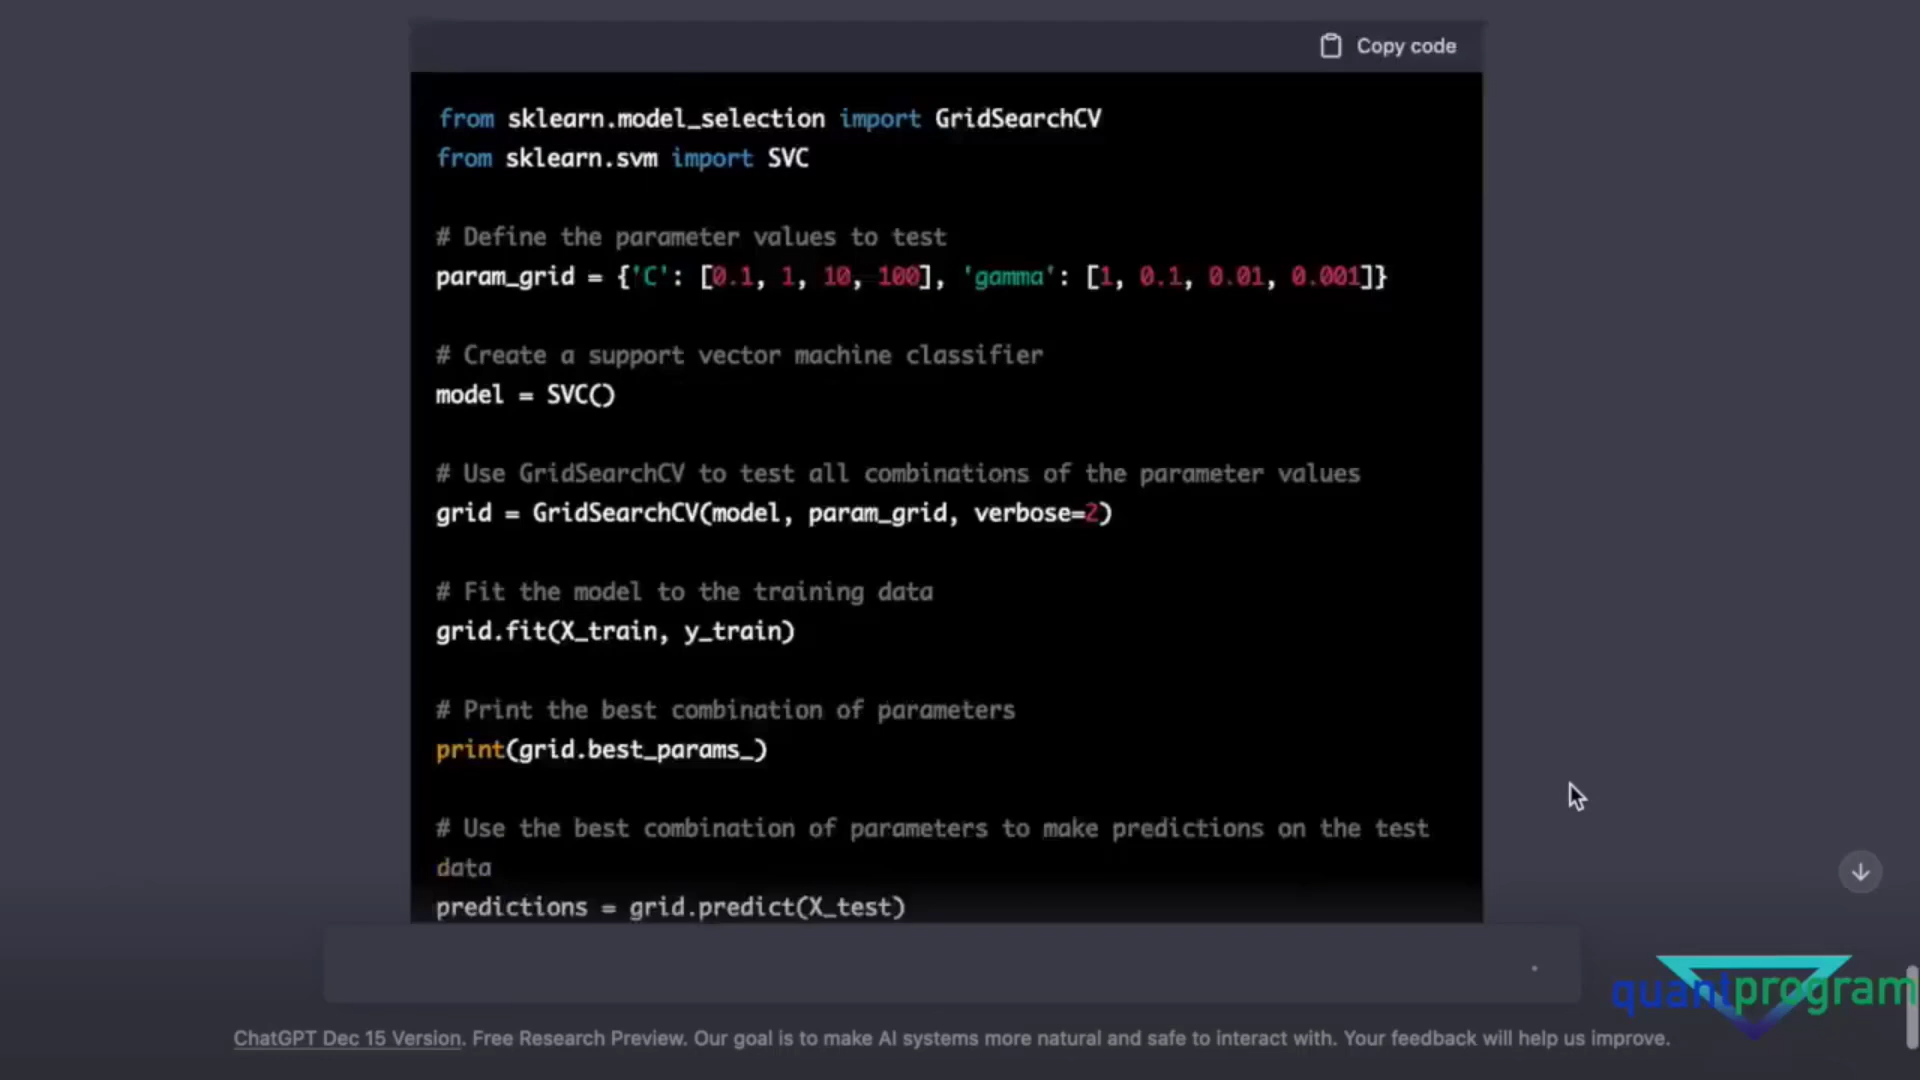 Copy code
from sklearn.model_selection import GridSearchCV
from sklearn.svm import SVC
# Define the parameter values to test
param_grid = {'C': [0.1, 1, 10, 100], 'gamma': [1, 0.1, 0.01, 0.001]}
# Create a support vector machine classifier
model = SVC()
# Use GridSearchCV to test all combinations of the parameter values
grid = GridSearchCV(model, param_grid, verbose=2)
# Fit the model to the training data
grid.fit(X_train, y_train)
# Print the best combination of parameters
print(grid.best_params_)
# Use the best combination of parameters to make predictions on the test
data
predictions = grid.predict(X_test)
quantprogram
ChatGPT Dec 15 Version. Free Research Preview. Our goal is to make AI systems more natural and safe to interact with. Your feedback will help us improve.